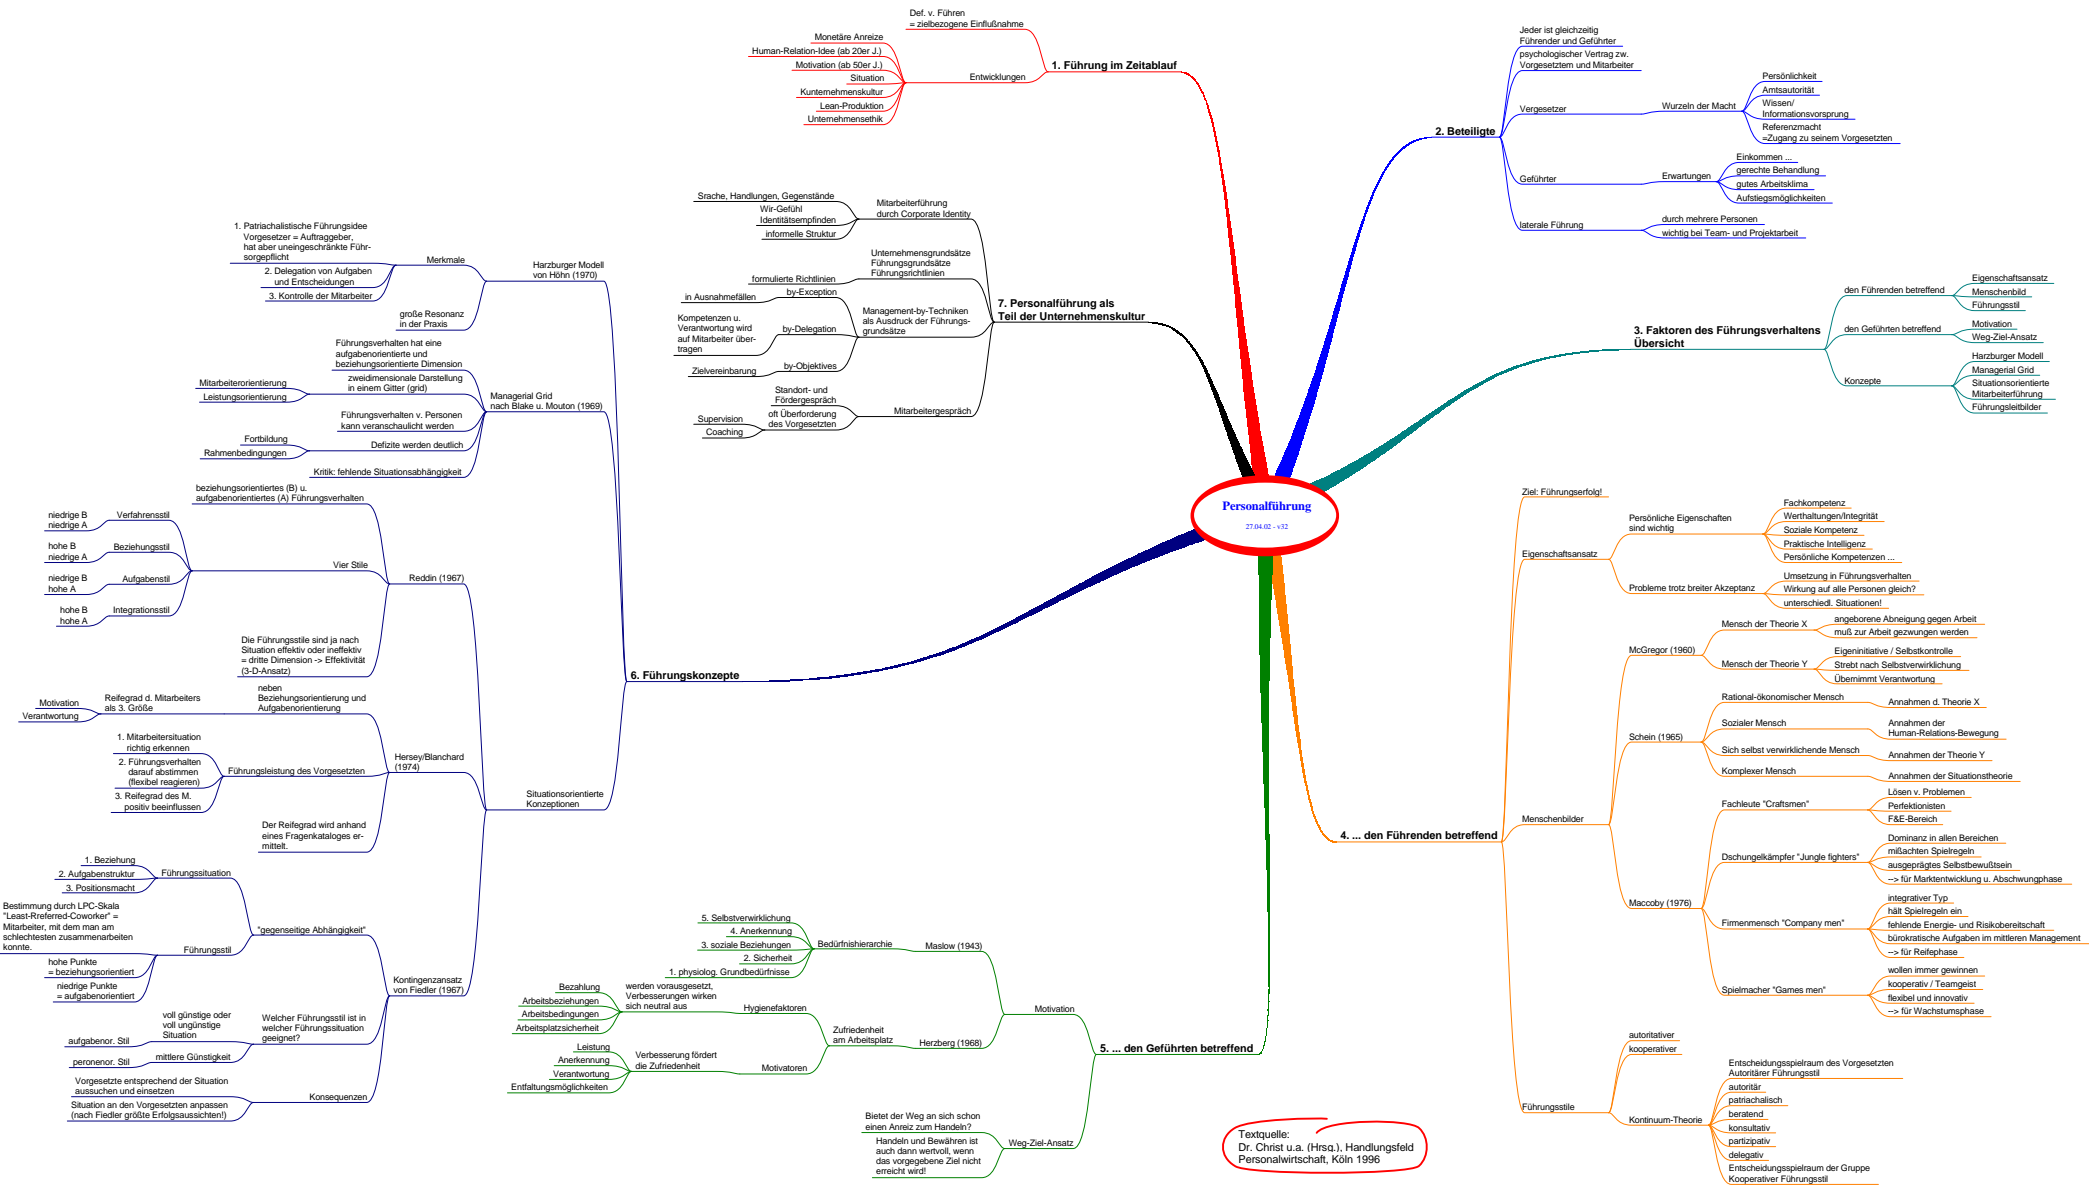 Personalführung
27.04.02 - v32
1. Führung im Zeitablauf
Def. v. Führen
= zielbezogene Einflußnahme
Entwicklungen
Monetäre Anreize
Human-Relation-Idee (ab 20er J.)
Motivation (ab 50er J.)
Situation
Kunternehmenskultur
Lean-Produktion
Unternehmensethik
2. Beteiligte
Jeder ist gleichzeitig
Führender und Geführter
psychologischer Vertrag zw.
Vorgesetztem und Mitarbeiter
Vergesetzer
Wurzeln der Macht
Persönlichkeit
Amtsautorität
Wissen/
Informationsvorsprung
Referenzmacht
=Zugang zu seinem Vorgesetzten
Geführter
Erwartungen
Einkommen ...
gerechte Behandlung
gutes Arbeitsklima
Aufstiegsmöglichkeiten
laterale Führung
durch mehrere Personen
wichtig bei Team- und Projektarbeit
3. Faktoren des Führungsverhaltens
Übersicht
den Führenden betreffend
Eigenschaftsansatz
Menschenbild
Führungsstil
den Geführten betreffend
Motivation
Weg-Ziel-Ansatz
Konzepte
Harzburger Modell
Managerial Grid
Situationsorientierte
Mitarbeiterführung
Führungsleitbilder
4. ... den Führenden betreffend
Ziel: Führungserfolg!
Eigenschaftsansatz
Persönliche Eigenschaften
sind wichtig
Fachkompetenz
Werthaltungen/Integrität
Soziale Kompetenz
Praktische Intelligenz
Persönliche Kompetenzen ...
Probleme trotz breiter Akzeptanz
Umsetzung in Führungsverhalten
Wirkung auf alle Personen gleich?
unterschiedl. Situationen!
Menschenbilder
McGregor (1960)
Mensch der Theorie X
angeborene Abneigung gegen Arbeit
muß zur Arbeit gezwungen werden
Mensch der Theorie Y
Eigeninitiative / Selbstkontrolle
Strebt nach Selbstverwirklichung
Übernimmt Verantwortung
Schein (1965)
Rational-ökonomischer Mensch
Annahmen d. Theorie X
Sozialer Mensch
Annahmen der
Human-Relations-Bewegung
Sich selbst verwirklichende Mensch
Annahmen der Theorie Y
Komplexer Mensch
Annahmen der Situationstheorie
Maccoby (1976)
Fachleute "Craftsmen"
Lösen v. Problemen
Perfektionisten
F&E-Bereich
Dschungelkämpfer "Jungle fighters"
Dominanz in allen Bereichen
mißachten Spielregeln
ausgeprägtes Selbstbewußtsein
--> für Marktentwicklung u. Abschwungphase
Firmenmensch "Company men"
integrativer Typ
hält Spielregeln ein
fehlende Energie- und Risikobereitschaft
bürokratische Aufgaben im mittleren Management
--> für Reifephase
Spielmacher "Games men"
wollen immer gewinnen
kooperativ / Teamgeist
flexibel und innovativ
--> für Wachstumsphase
Führungsstile
autoritativer
kooperativer
Kontinuum-Theorie
Entscheidungsspielraum des Vorgesetzten
Autoritärer Führungsstil
autoritär
patriachalisch
beratend
konsultativ
partizipativ
delegativ
Entscheidungsspielraum der Gruppe
Kooperativer Führungsstil
5. ... den Geführten betreffend
Motivation
Maslow (1943)
Bedürfnishierarchie
5. Selbstverwirklichung
4. Anerkennung
3. soziale Beziehungen
2. Sicherheit
1. physiolog. Grundbedürfnisse
Herzberg (1968)
Zufriedenheit
am Arbeitsplatz
Hygienefaktoren
werden vorausgesetzt,
Verbesserungen wirken
sich neutral aus
Bezahlung
Arbeitsbeziehungen
Arbeitsbedingungen
Arbeitsplatzsicherheit
Motivatoren
Verbesserung fördert
die Zufriedenheit
Leistung
Anerkennung
Verantwortung
Entfaltungsmöglichkeiten
Weg-Ziel-Ansatz
Bietet der Weg an sich schon
einen Anreiz zum Handeln?
Handeln und Bewähren ist
auch dann wertvoll, wenn
das vorgegebene Ziel nicht
erreicht wird!
6. Führungskonzepte
Harzburger Modell
von Höhn (1970)
Merkmale
1. Patriachalistische Führungsidee
Vorgesetzer = Auftraggeber,
hat aber uneingeschränkte Führ-
sorgepflicht
2. Delegation von Aufgaben
und Entscheidungen
3. Kontrolle der Mitarbeiter
große Resonanz
in der Praxis
Managerial Grid
nach Blake u. Mouton (1969)
Führungsverhalten hat eine
aufgabenorientierte und
beziehungsorientierte Dimension
zweidimensionale Darstellung
in einem Gitter (grid)
Mitarbeiterorientierung
Leistungsorientierung
Führungsverhalten v. Personen
kann veranschaulicht werden
Defizite werden deutlich
Fortbildung
Rahmenbedingungen
Kritik: fehlende Situationsabhängigkeit
Situationsorientierte
Konzeptionen
Reddin (1967)
beziehungsorientiertes (B) u.
aufgabenorientiertes (A) Führungsverhalten
Vier Stile
Verfahrensstil
niedrige B
niedrige A
Beziehungsstil
hohe B
niedrige A
Aufgabenstil
niedrige B
hohe A
Integrationsstil
hohe B
hohe A
Die Führungsstile sind ja nach
Situation effektiv oder ineffektiv
= dritte Dimension -> Effektivität
(3-D-Ansatz)
Hersey/Blanchard
(1974)
neben
Beziehungsorientierung und
Aufgabenorientierung
Reifegrad d. Mitarbeiters
als 3. Größe
Motivation
Verantwortung
Führungsleistung des Vorgesetzten
1. Mitarbeitersituation
richtig erkennen
2. Führungsverhalten
darauf abstimmen
(flexibel reagieren)
3. Reifegrad des M.
positiv beeinflussen
Der Reifegrad wird anhand
eines Fragenkataloges er-
mittelt.
Kontingenzansatz
von Fiedler (1967)
"gegenseitige Abhängigkeit"
Führungssituation
1. Beziehung
2. Aufgabenstruktur
3. Positionsmacht
Führungsstil
Bestimmung durch LPC-Skala
"Least-Rreferred-Coworker" =
Mitarbeiter, mit dem man am
schlechtesten zusammenarbeiten
konnte.
hohe Punkte
= beziehungsorientiert
niedrige Punkte
= aufgabenorientiert
Welcher Führungsstil ist in
welcher Führungssituation
geeignet?
voll günstige oder
voll ungünstige
Situation
aufgabenor. Stil
mittlere Günstigkeit
peronenor. Stil
Konsequenzen
Vorgesetzte entsprechend der Situation
aussuchen und einsetzen
Situation an den Vorgesetzten anpassen
(nach Fiedler größte Erfolgsaussichten!)
7. Personalführung als
Teil der Unternehmenskultur
Mitarbeiterführung
durch Corporate Identity
Srache, Handlungen, Gegenstände
Wir-Gefühl
Identitätsempfinden
informelle Struktur
Unternehmensgrundsätze
Führungsgrundsätze
Führungsrichtlinien
formulierte Richtlinien
Management-by-Techniken
als Ausdruck der Führungs-
grundsätze
by-Exception
in Ausnahmefällen
by-Delegation
Kompetenzen u.
Verantwortung wird
auf Mitarbeiter über-
tragen
by-Objektives
Zielvereinbarung
Mitarbeitergespräch
Standort- und
Fördergespräch
oft Überforderung
des Vorgesetzten
Supervision
Coaching
Textquelle:
Dr. Christ u.a. (Hrsg.), Handlungsfeld
Personalwirtschaft, Köln 1996